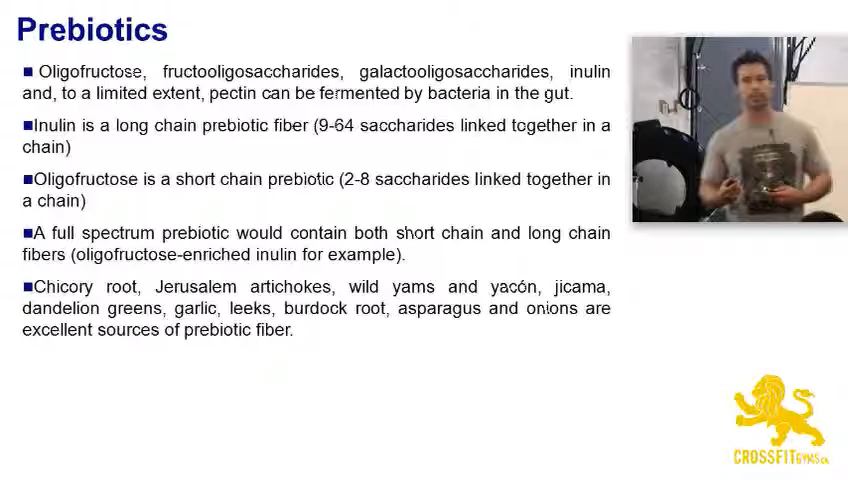 Prebiotics
■ Oligofructose, fructooligosaccharides, galactooligosaccharides, inulin
and, to a limited extent, pectin can be fermented by bacteria in the gut.
■Inulin is a long chain prebiotic fiber (9-64 saccharides linked together in a
chain)
■Oligofructose is a short chain prebiotic (2-8 saccharides linked together in
a chain)
■A full spectrum prebiotic would contain both short chain and long chain
fibers (oligofructose-enriched inulin for example).
■Chicory root, Jerusalem artichokes, wild yams and yacón, jicama,
dandelion greens, garlic, leeks, burdock root, asparagus and onions are
excellent sources of prebiotic fiber.
CROSSFITGYMS.CA